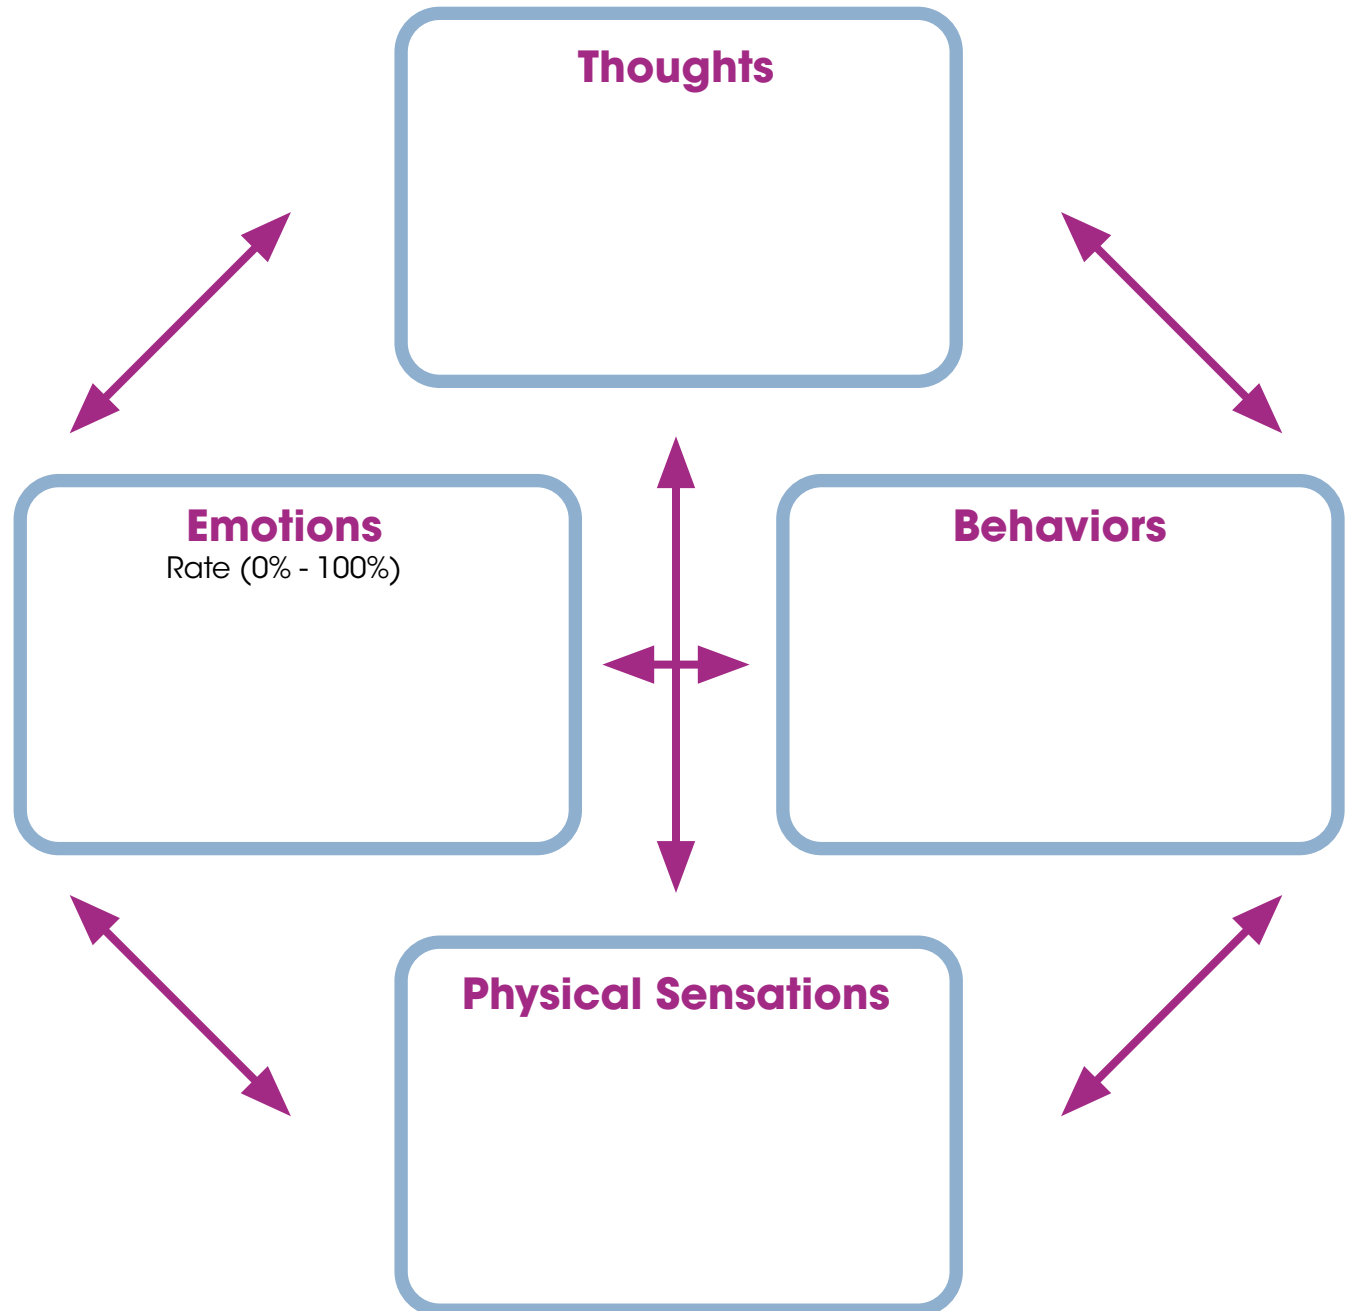 Thoughts
Emotions
Rate (0% - 100%)
Behaviors
Physical Sensations